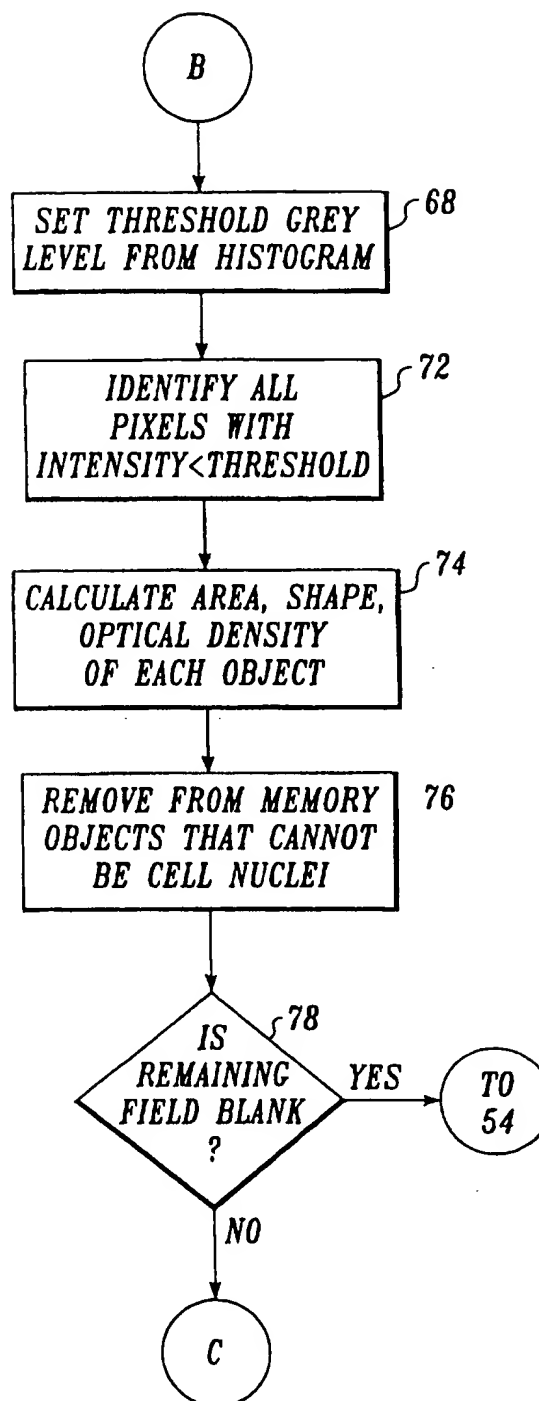 B
SET THRESHOLD GREY
LEVEL FROM HISTOGRAM
68
IDENTIFY ALL
PIXELS WITH
INTENSITY<THRESHOLD
72
CALCULATE AREA, SHAPE,
OPTICAL DENSITY
OF EACH OBJECT
74
REMOVE FROM MEMORY
OBJECTS THAT CANNOT
BE CELL NUCLEI
76
IS
REMAINING
FIELD BLANK
?
78
YES
TO
54
NO
C